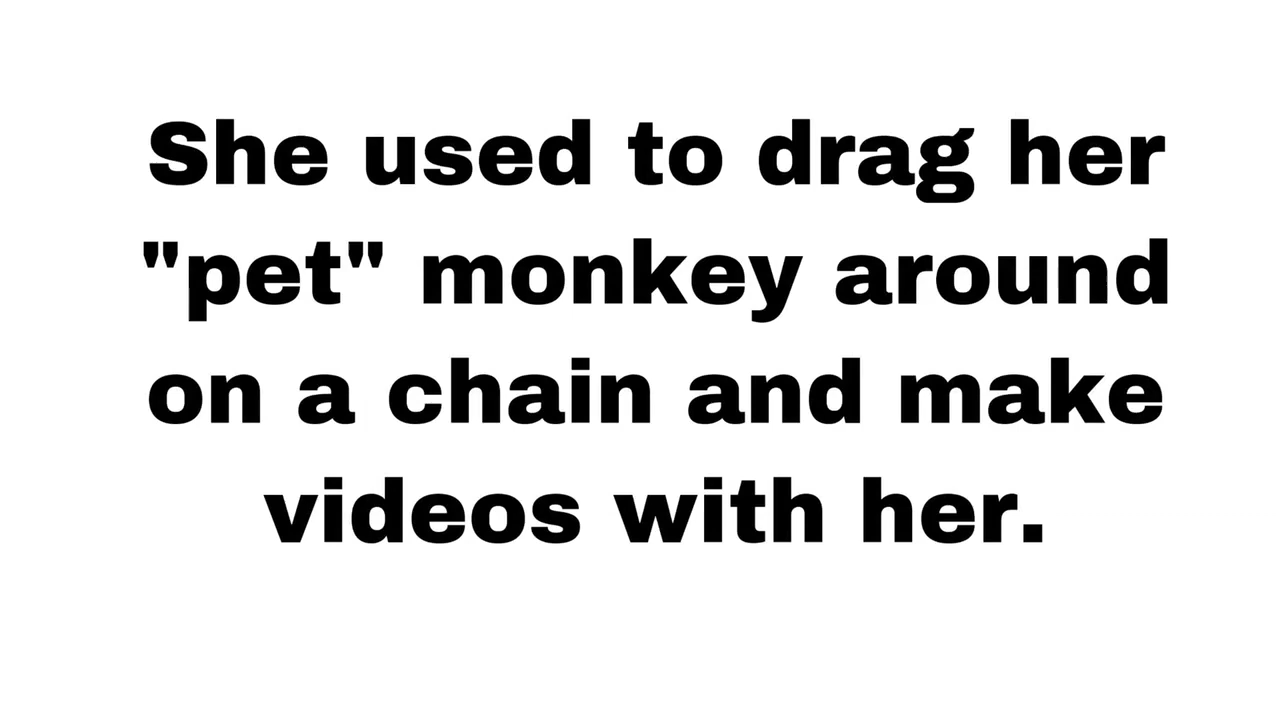 She used to drag her
"pet" monkey around
on a chain and make
videos with her.